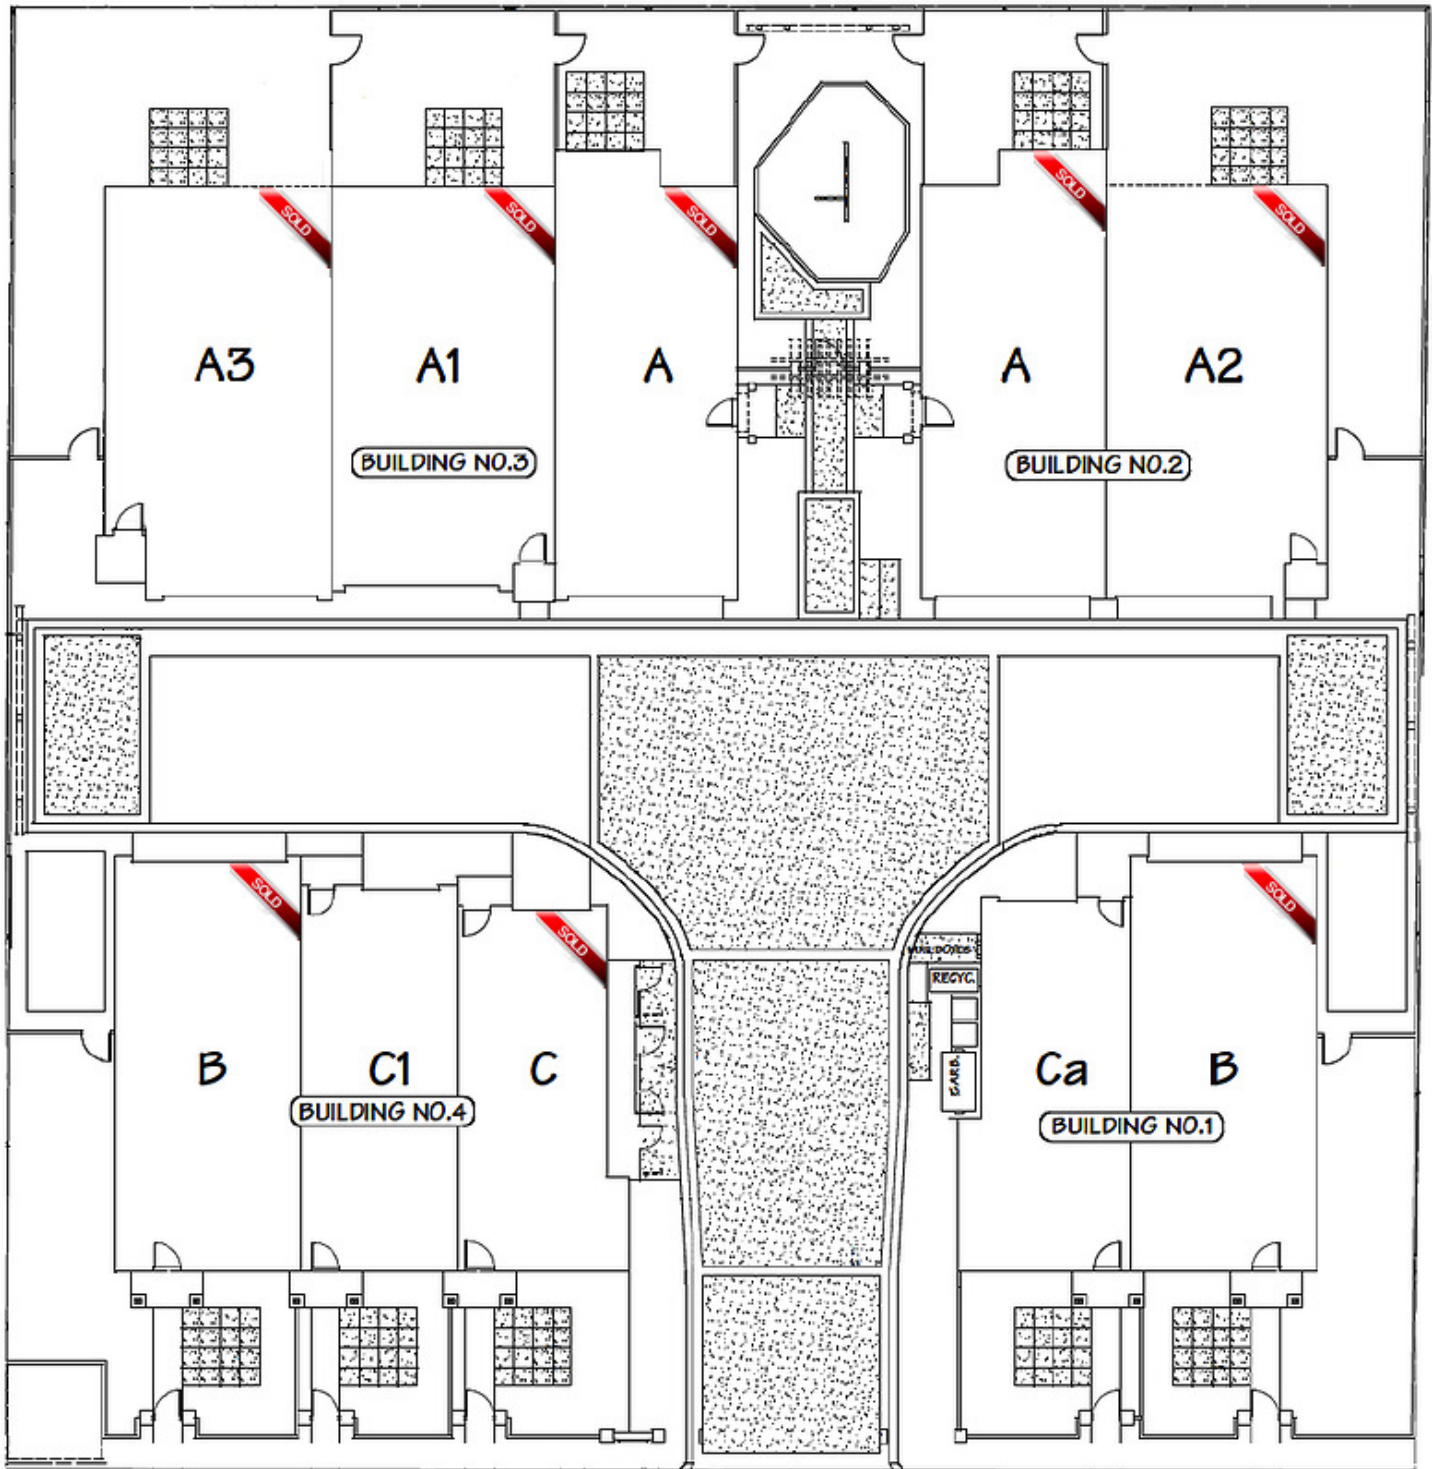 SOLD
SOLD
SOLD
SOLD
SOLD
A3
A1
A
A
A2
BUILDING NO.3
BUILDING NO.2
SOLD
SOLD
SOLD
RECYC.
GARB.
B
C1
C
Ca
B
BUILDING NO.4
BUILDING NO.1